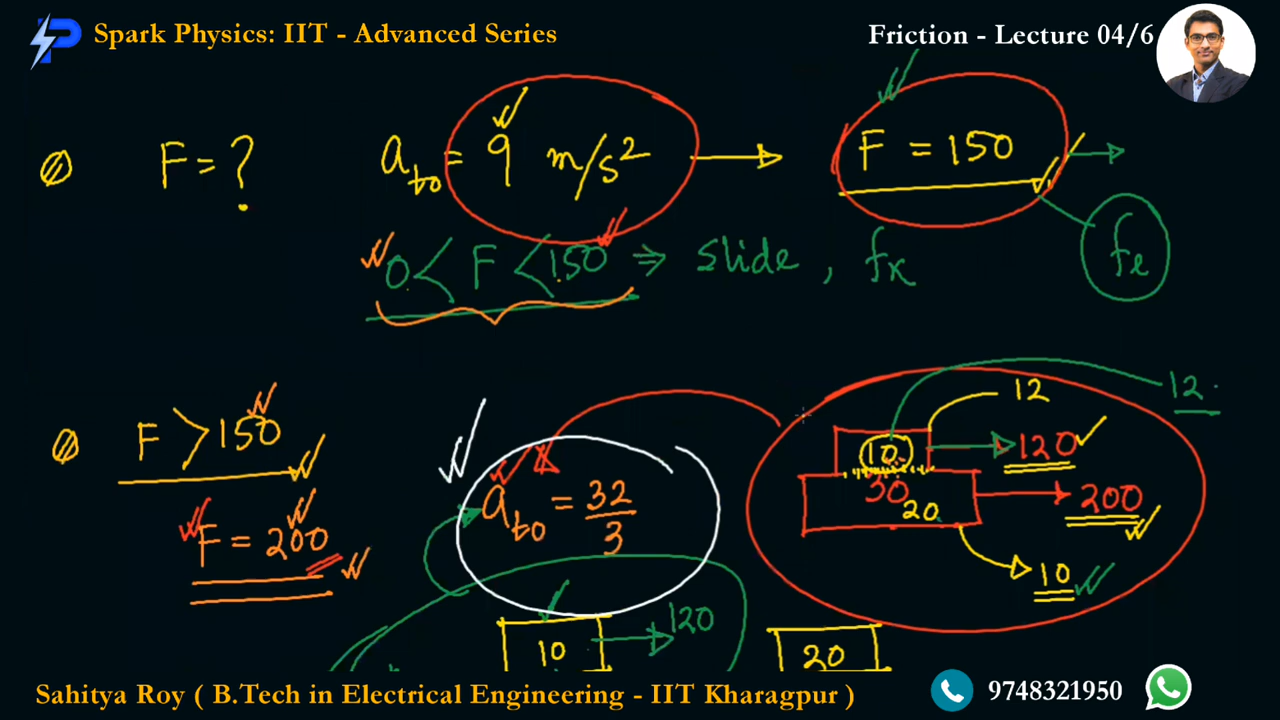 Spark Physics: IIT - Advanced Series
Friction - Lecture 04/6
F = ?
a_to = 9 m/s²
F = 150
0 < F < 150 ⇒ slide, fk
fe
F > 150
F = 200
a_to = 32/3
12
12.
10
120
30
20
200
10
10
120
20
Sahitya Roy ( B.Tech in Electrical Engineering - IIT Kharagpur )
9748321950